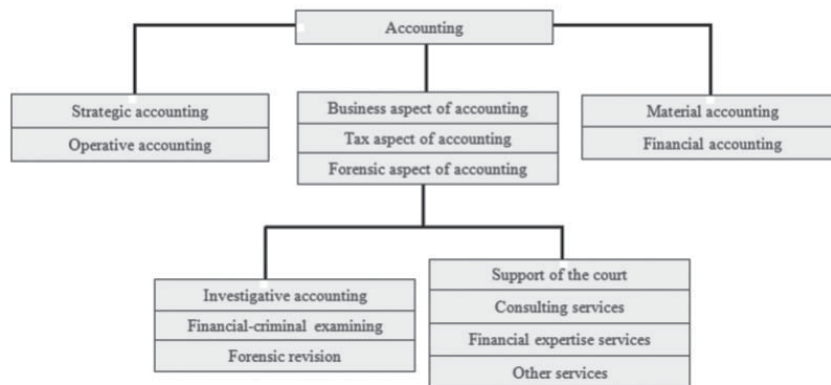 Accounting
Strategic accounting
Operative accounting
Business aspect of accounting
Tax aspect of accounting
Forensic aspect of accounting
Material accounting
Financial accounting
Investigative accounting
Financial-criminal examining
Forensic revision
Support of the court
Consulting services
Financial expertise services
Other services